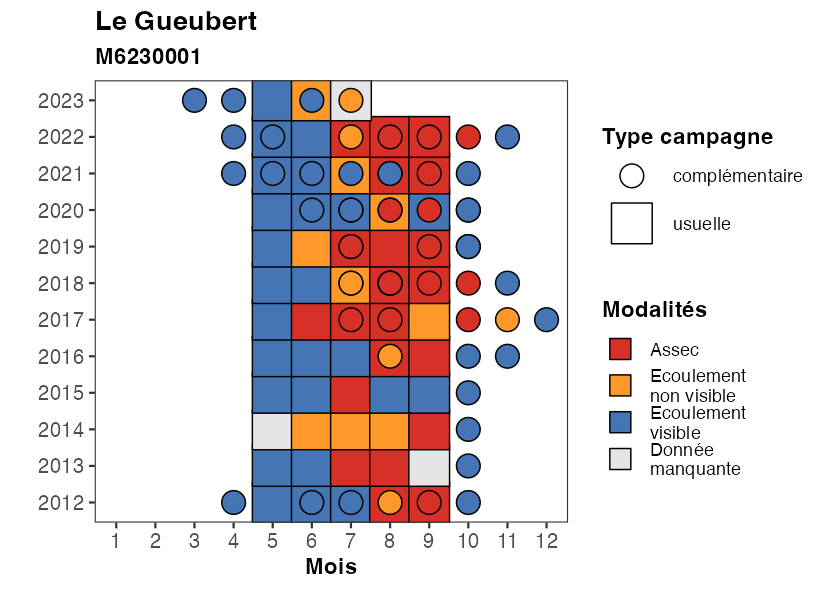 Le Gueubert
M6230001
2023
2022
2021
2020
2019
2018
2017
2016
2015
2014
2013
2012
1 2 3 4 5 6 7 8 9 10 11 12
Mois
Type campagne
complémentaire
usuelle
Modalités
Assec
Ecoulement
non visible
Ecoulement
visible
Donnée
manquante